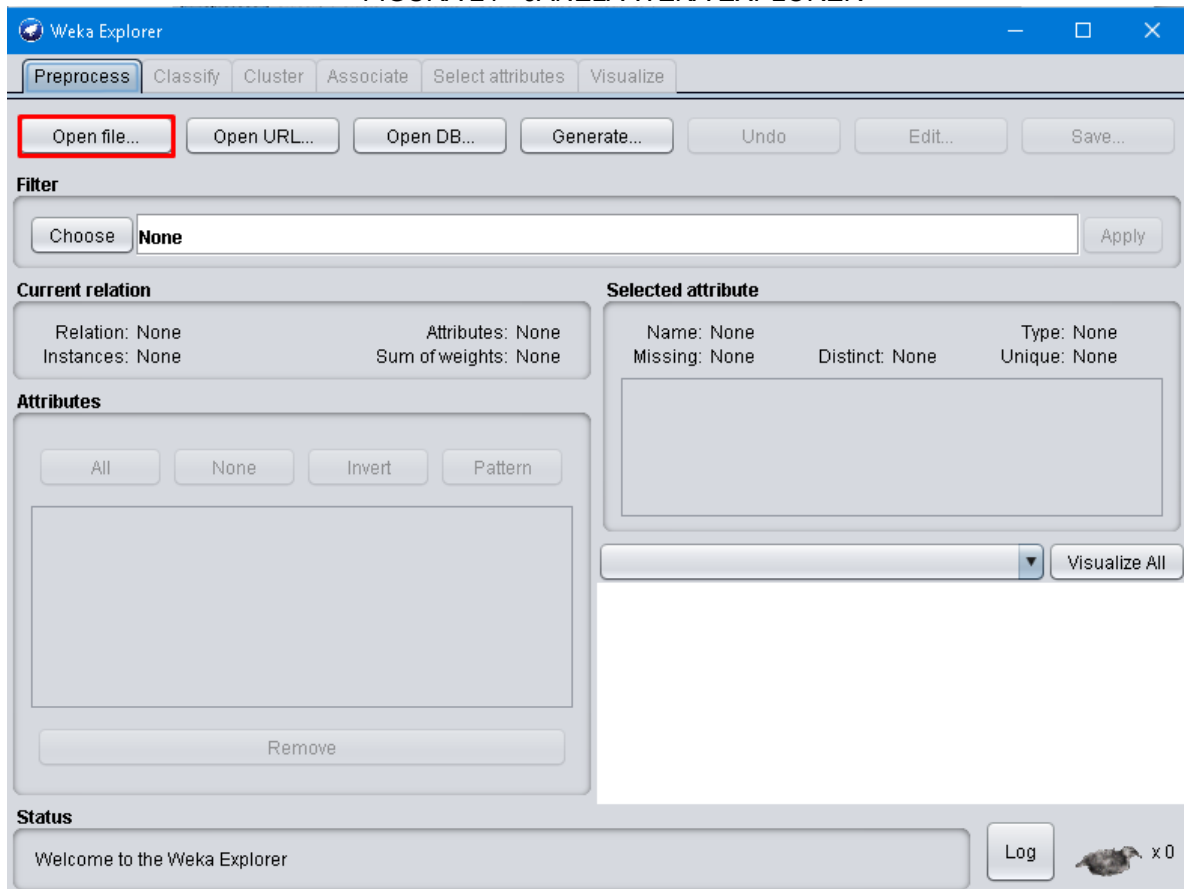 Weka Explorer
Preprocess Classify Cluster Associate Select attributes Visualize
Open file... Open URL... Open DB... Generate... Undo Edit... Save...
Filter
Choose None Apply
Current relation
Relation: None Attributes: None
Instances: None Sum of weights: None
Selected attribute
Name: None Type: None
Missing: None Distinct: None Unique: None
Attributes
All None Invert Pattern
Remove
Visualize All
Status
Welcome to the Weka Explorer
Log x 0